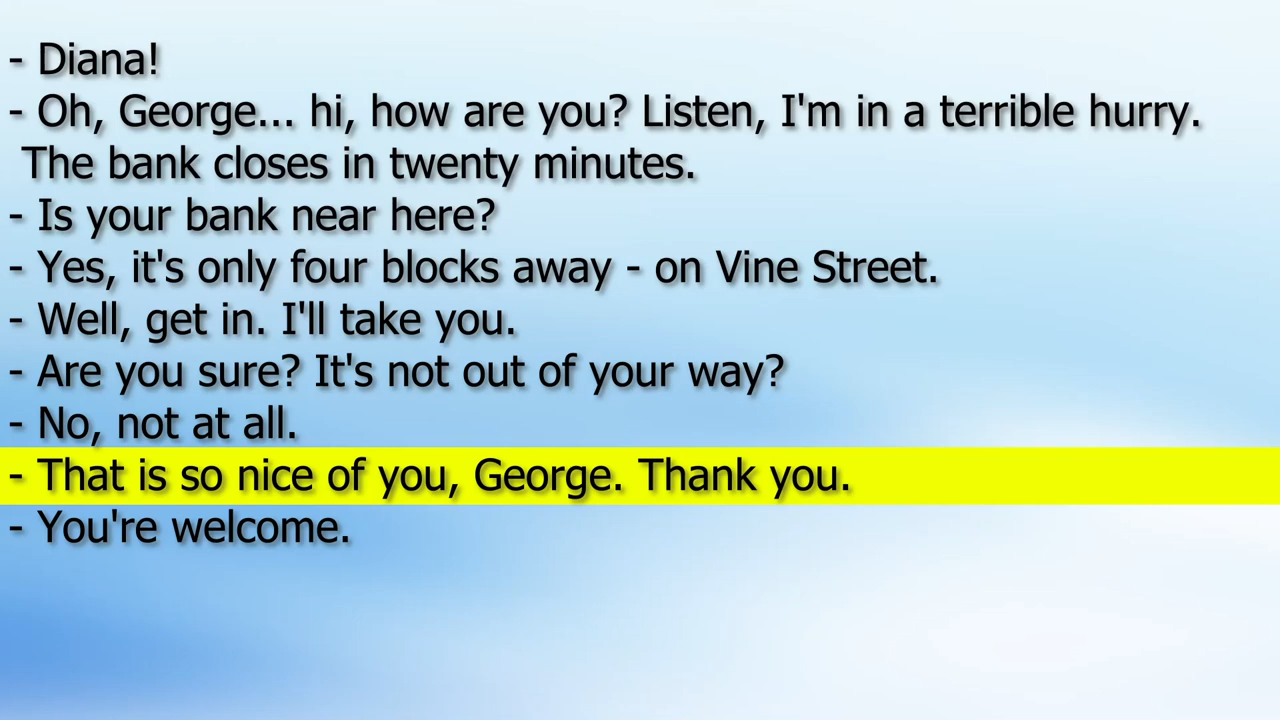 - Diana!
- Oh, George... hi, how are you? Listen, I'm in a terrible hurry.
The bank closes in twenty minutes.
- Is your bank near here?
- Yes, it's only four blocks away - on Vine Street.
- Well, get in. I'll take you.
- Are you sure? It's not out of your way?
- No, not at all.
- That is so nice of you, George. Thank you.
- You're welcome.